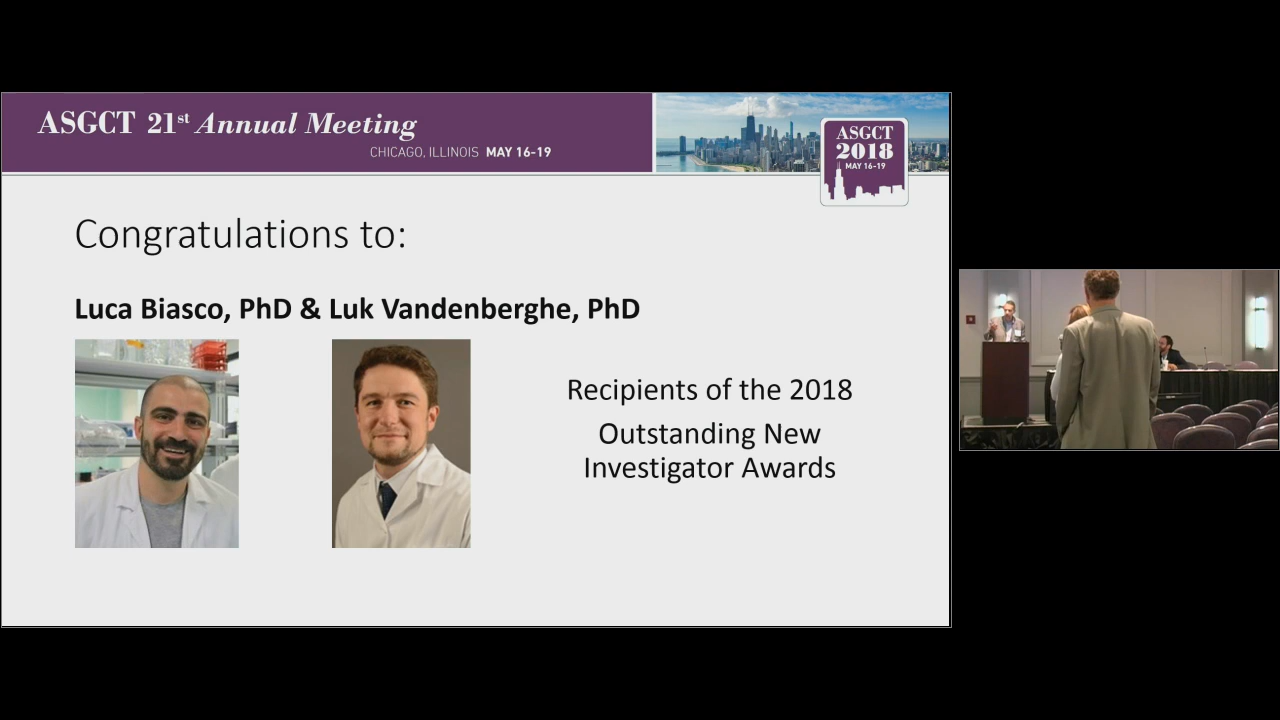 ASGCT 21st Annual Meeting
CHICAGO, ILLINOIS MAY 16-19
ASGCT
2018
MAY 16-19
Congratulations to:
Luca Biasco, PhD & Luk Vandenberghe, PhD
Recipients of the 2018
Outstanding New
Investigator Awards